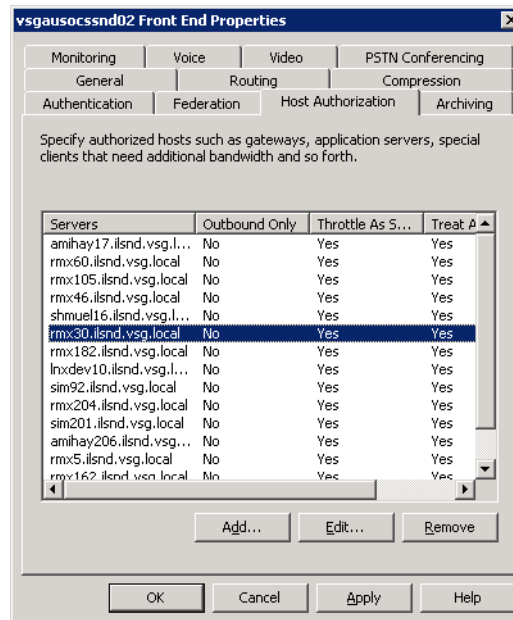 vsgausocssnd02 Front End Properties
Monitoring Voice Video PSTN Conferencing
General Routing Compression
Authentication Federation Host Authorization Archiving
Specify authorized hosts such as gateways, application servers, special
clients that need additional bandwidth and so forth.
Servers Outbound Only Throttle As S... Treat A
amihay17.ilsnd.vsg.l... No Yes Yes
rmx60.ilsnd.vsg.local No Yes Yes
rmx105.ilsnd.vsg.local No Yes Yes
rmx46.ilsnd.vsg.local No Yes Yes
shmuel16.ilsnd.vsg.l... No Yes Yes
rmx30.ilsnd.vsg.local No Yes Yes
rmx182.ilsnd.vsg.local No Yes Yes
lnxdev10.ilsnd.vsg.l... No Yes Yes
sim92.ilsnd.vsg.local No Yes Yes
rmx204.ilsnd.vsg.local No Yes Yes
sim201.ilsnd.vsg.local No Yes Yes
amihay206.ilsnd.vsg... No Yes Yes
rmx5.ilsnd.vsg.local No Yes Yes
rmx162.ilsnd.vsg.local No Yes Yes
Add... Edit... Remove
OK Cancel Apply Help